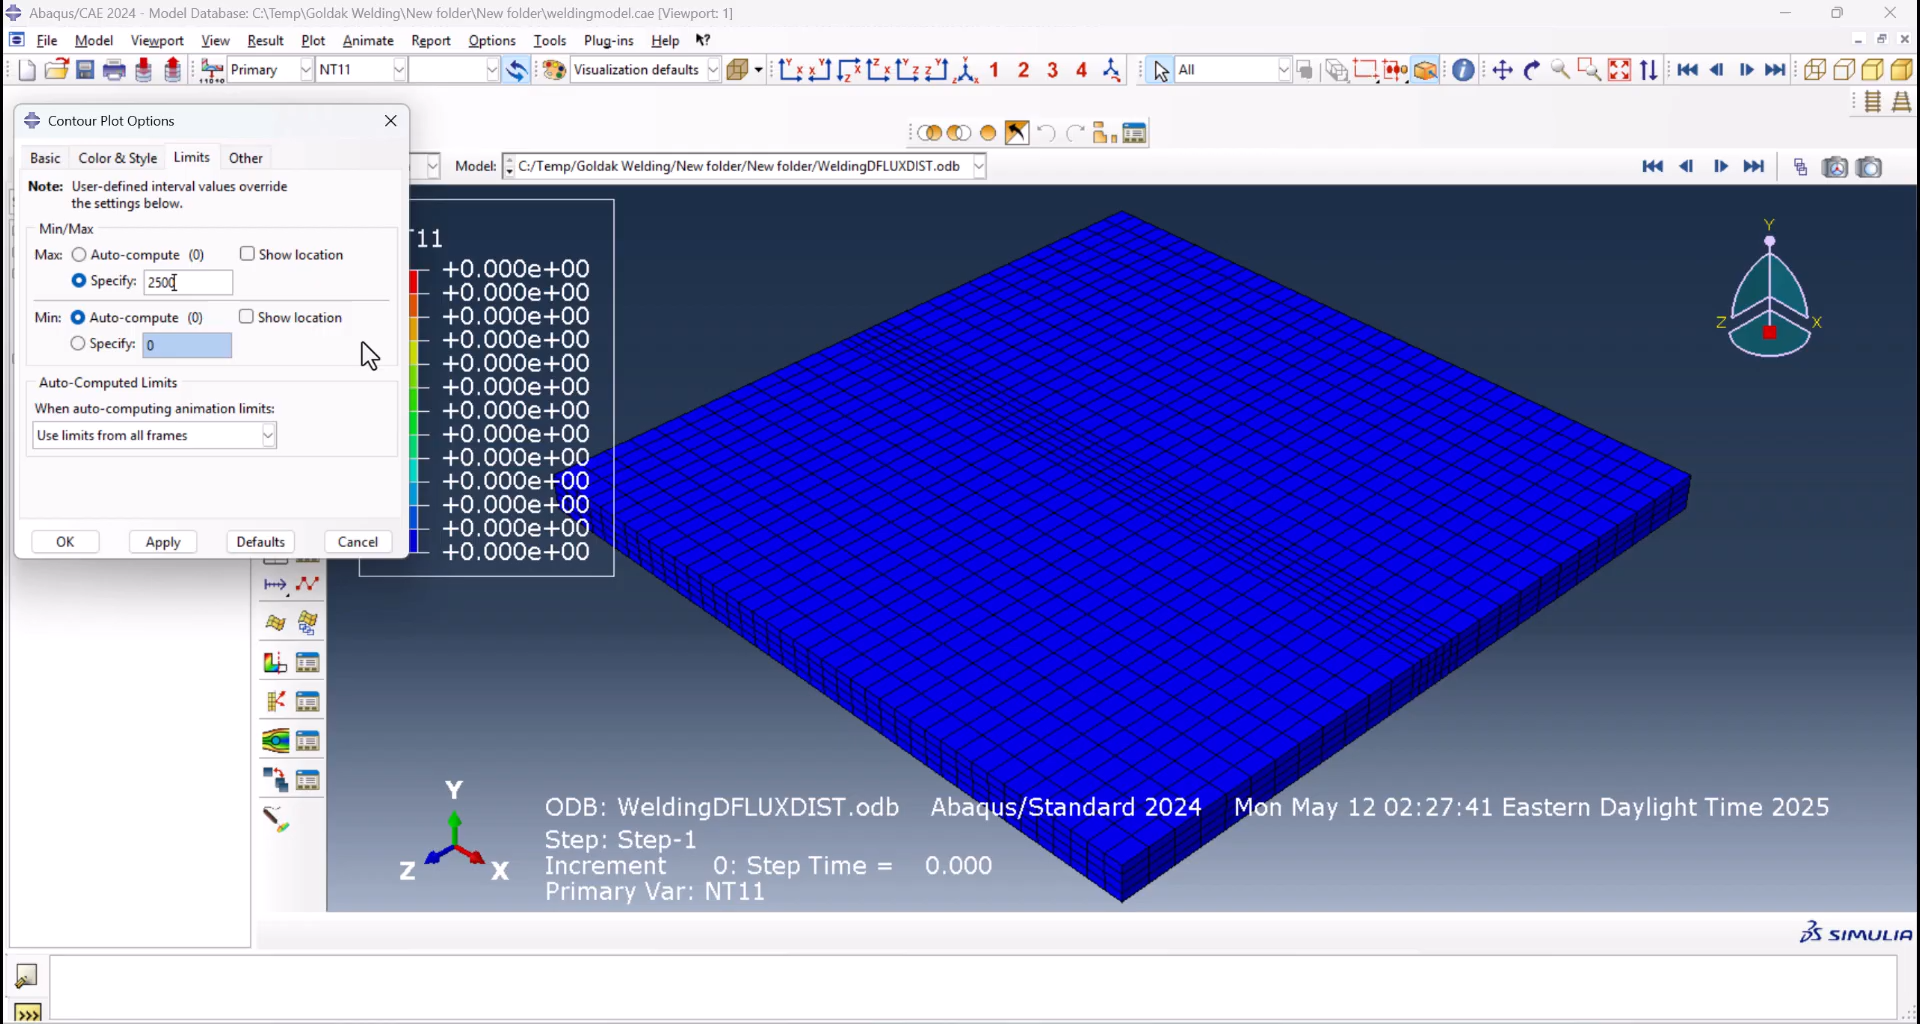 Abaqus/CAE 2024 - Model Database: C:\Temp\Goldak Welding\New folder\New folder\weldingmodel.cae [Viewport: 1]
File Model Viewport View Result Plot Animate Report Options Tools Plug-ins Help
Primary NT11 Visualization defaults 1 2 3 4 All
Contour Plot Options
Model: C:/Temp/Goldak Welding/New folder/New folder/WeldingDFLUXDIST.odb
Basic Color & Style Limits Other
Note: User-defined interval values override
the settings below.
Min/Max
Max: Auto-compute (0) Show location
Specify: 2500
Min: Auto-compute (0) Show location
Specify: 0
Auto-Computed Limits
When auto-computing animation limits:
Use limits from all frames
OK Apply Defaults Cancel
T11
+0.000e+00
+0.000e+00
+0.000e+00
+0.000e+00
+0.000e+00
+0.000e+00
+0.000e+00
+0.000e+00
+0.000e+00
+0.000e+00
+0.000e+00
+0.000e+00
+0.000e+00
Y
Z X
Y
Z X
ODB: WeldingDFLUXDIST.odb Abaqus/Standard 2024 Mon May 12 02:27:41 Eastern Daylight Time 2025
Step: Step-1
Increment 0: Step Time = 0.000
Primary Var: NT11
SIMULIA
>>>